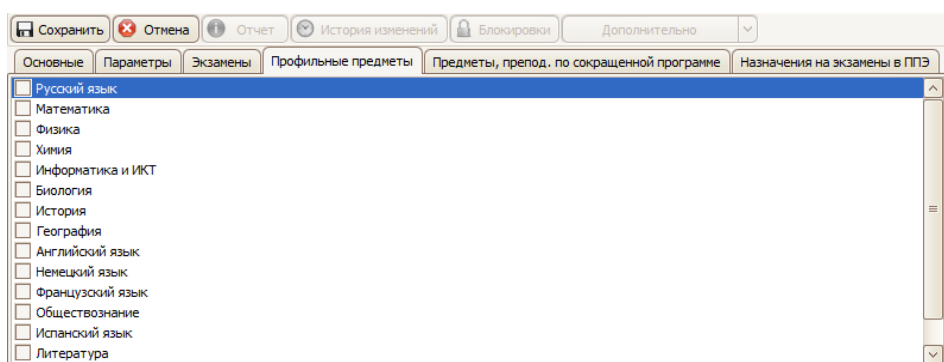 Сохранить Отмена Отчет История изменений Блокировки Дополнительно
Основные Параметры Экзамены Профильные предметы Предметы, препод. по сокращенной программе Назначения на экзамены в ППЭ
Русский язык
Математика
Физика
Химия
Информатика и ИКТ
Биология
История
География
Английский язык
Немецкий язык
Французский язык
Обществознание
Испанский язык
Литература